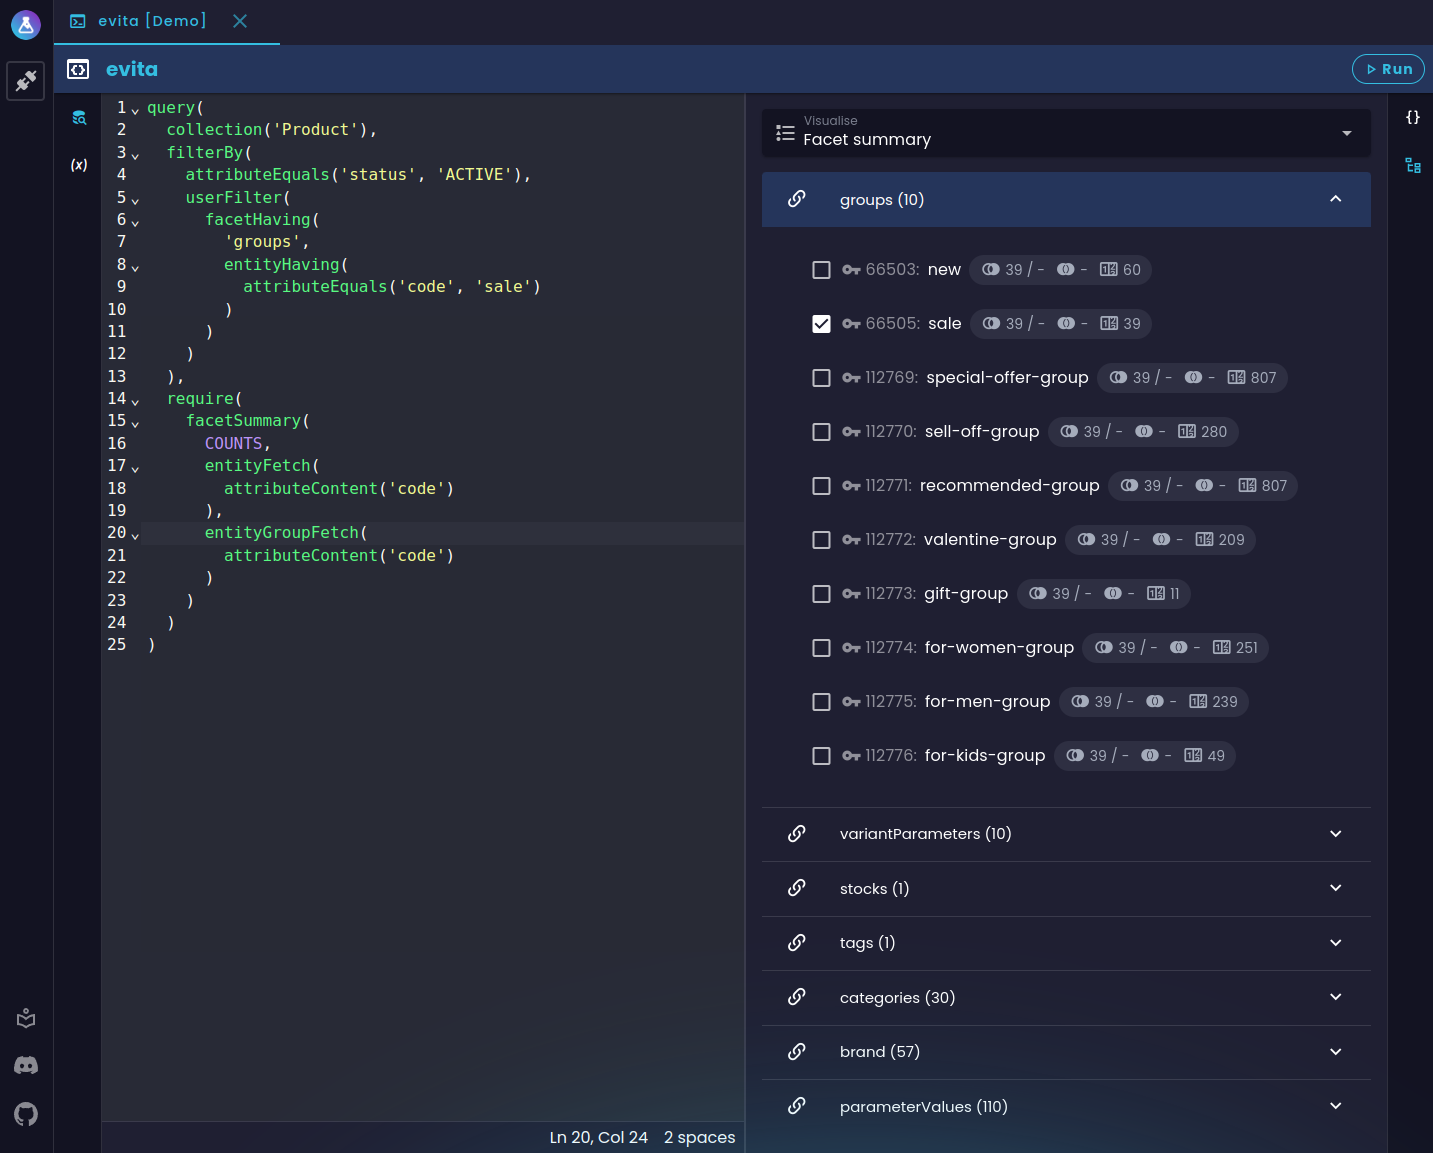 evita [Demo]
evita
Run
1 query(
2 collection('Product'),
3 filterBy(
4 attributeEquals('status', 'ACTIVE'),
5 userFilter(
6 facetHaving(
7 'groups',
8 entityHaving(
9 attributeEquals('code', 'sale')
10 )
11 )
12 )
13 ),
14 require(
15 facetSummary(
16 COUNTS,
17 entityFetch(
18 attributeContent('code')
19 ),
20 entityGroupFetch(
21 attributeContent('code')
22 )
23 )
24 )
25 )
Ln 20, Col 24 2 spaces
Visualise
Facet summary
groups (10)
66503: new 39 / - - 60
66505: sale 39 / - - 39
112769: special-offer-group 39 / - - 807
112770: sell-off-group 39 / - - 280
112771: recommended-group 39 / - - 807
112772: valentine-group 39 / - - 209
112773: gift-group 39 / - - 11
112774: for-women-group 39 / - - 251
112775: for-men-group 39 / - - 239
112776: for-kids-group 39 / - - 49
variantParameters (10)
stocks (1)
tags (1)
categories (30)
brand (57)
parameterValues (110)